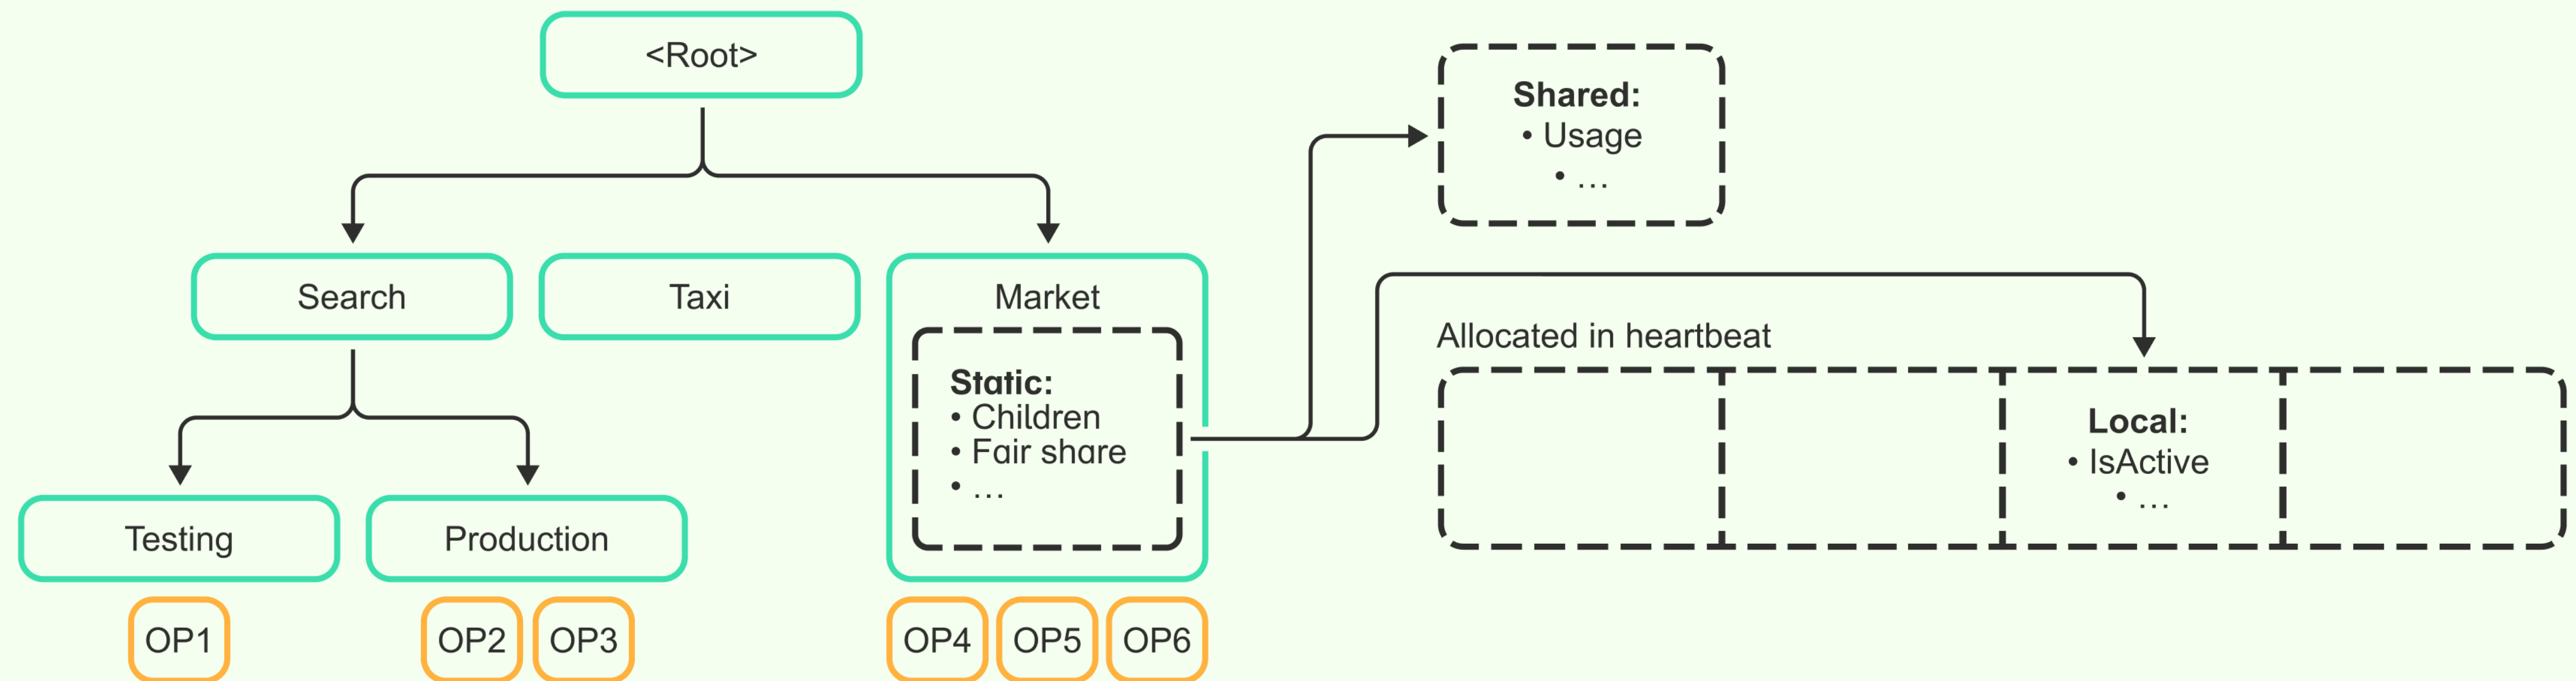 <Root>
Search
Taxi
Market
Static:
• Children
• Fair share
• ...
Testing
Production
OP1
OP2
OP3
OP4
OP5
OP6
Shared:
• Usage
• ...
Allocated in heartbeat
Local:
• IsActive
• ...